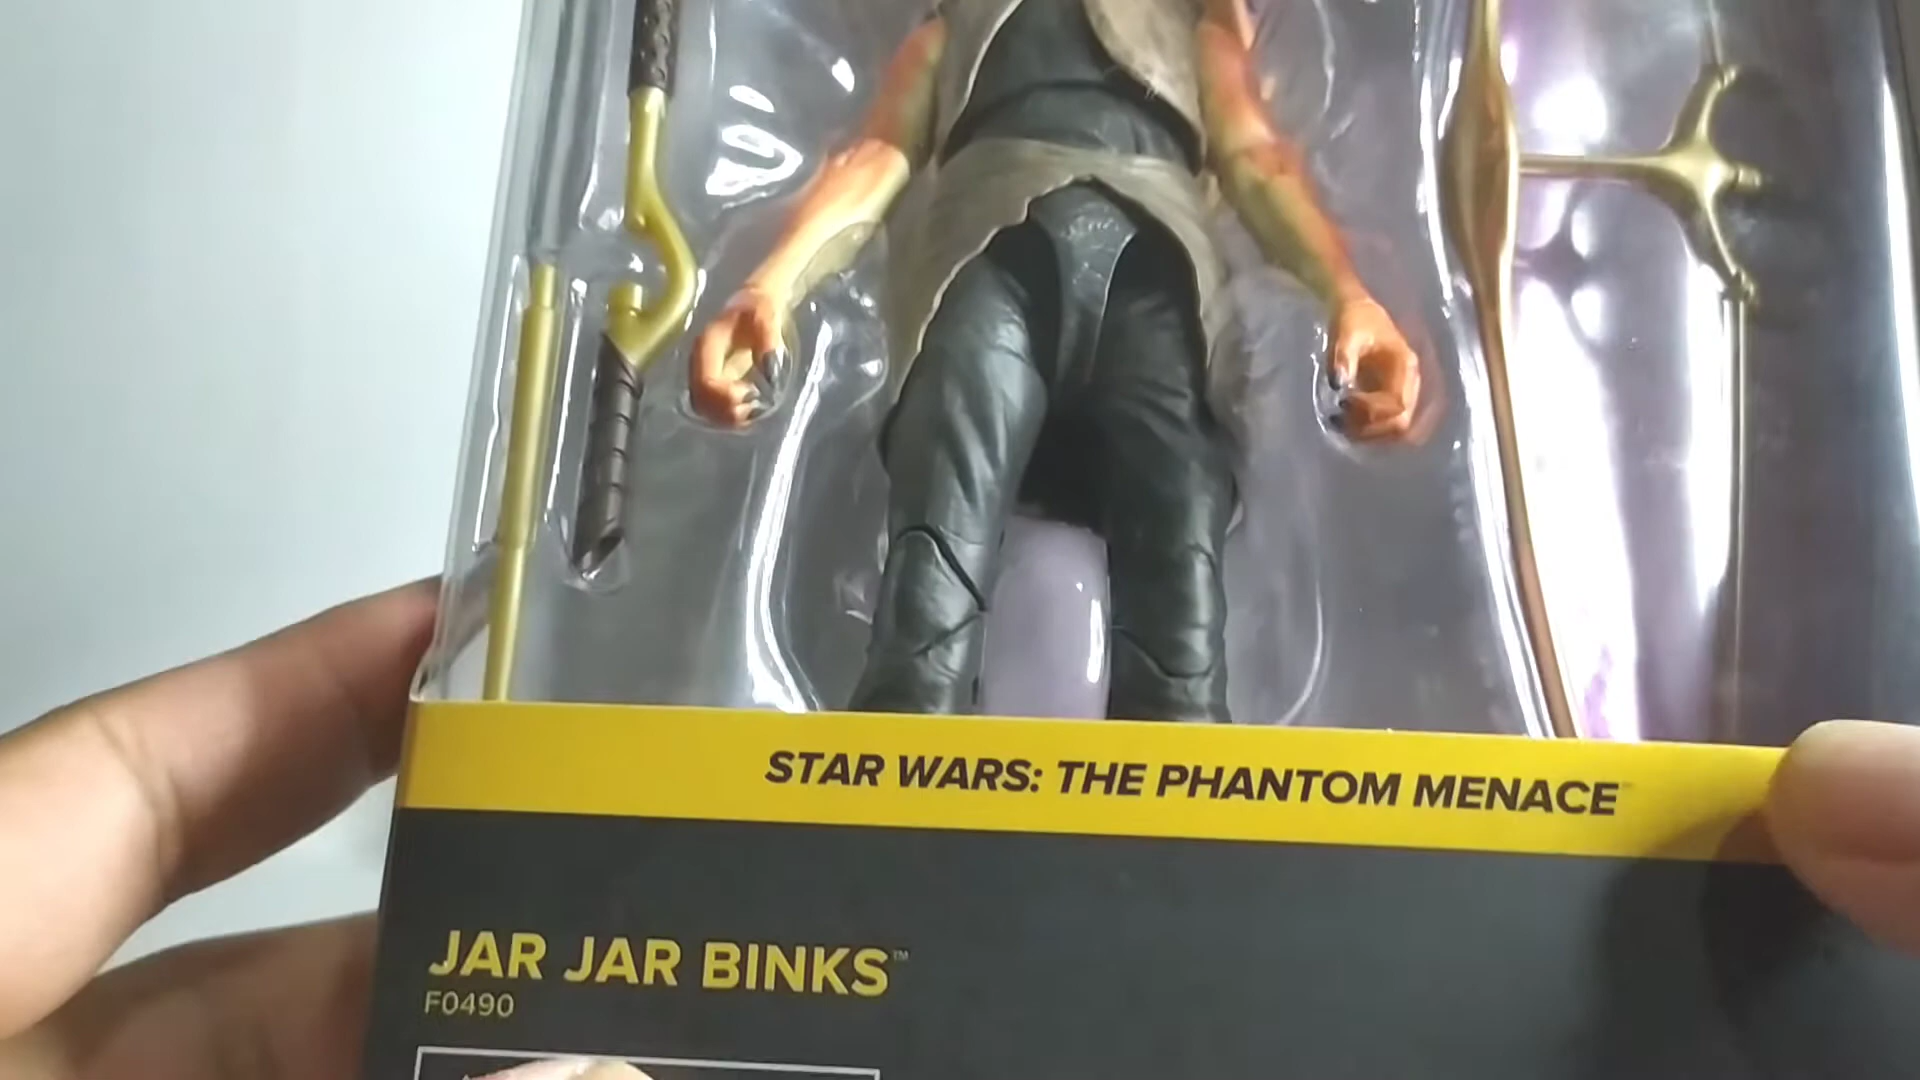 STAR WARS: THE PHANTOM MENACE™
JAR JAR BINKS™
F0490